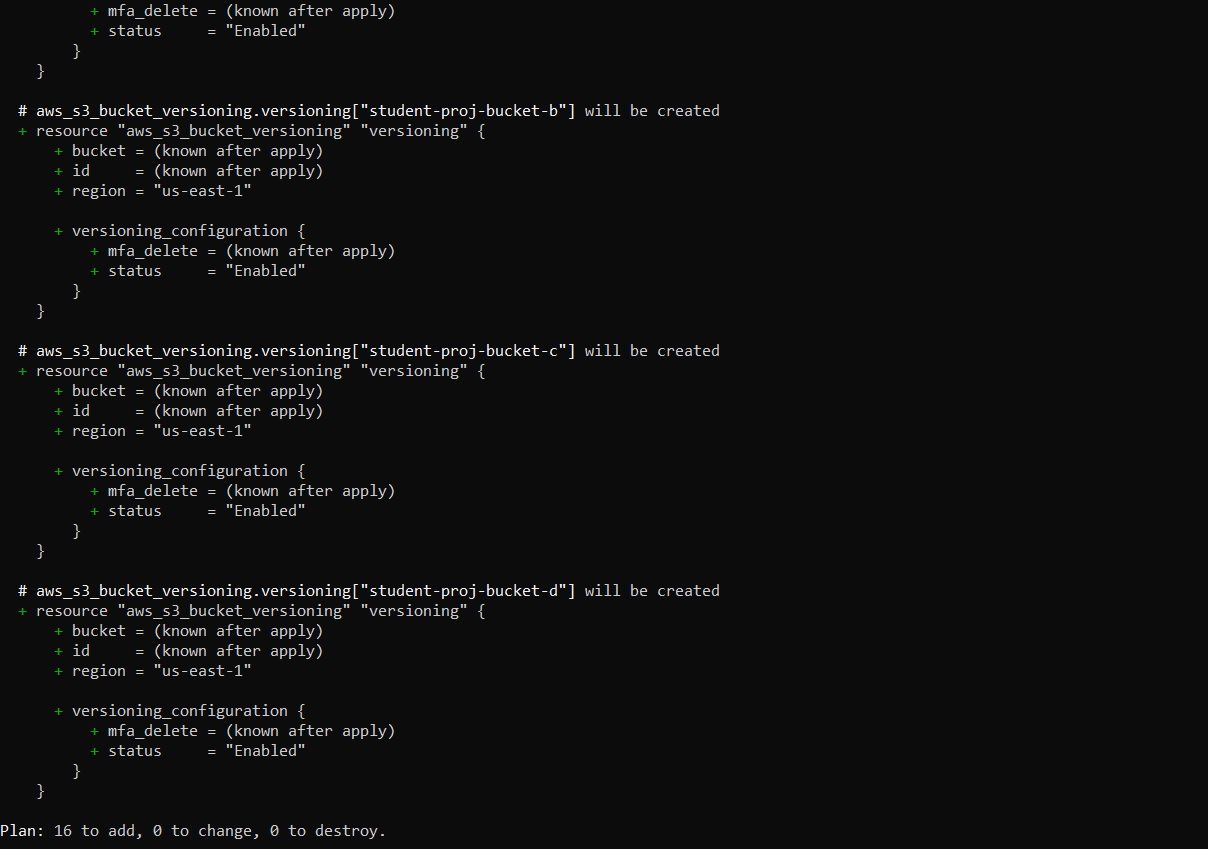 + mfa_delete = (known after apply)
+ status     = "Enabled"
}
}
# aws_s3_bucket_versioning.versioning["student-proj-bucket-b"] will be created
+ resource "aws_s3_bucket_versioning" "versioning" {
+ bucket = (known after apply)
+ id     = (known after apply)
+ region = "us-east-1"
+ versioning_configuration {
+ mfa_delete = (known after apply)
+ status     = "Enabled"
}
}
# aws_s3_bucket_versioning.versioning["student-proj-bucket-c"] will be created
+ resource "aws_s3_bucket_versioning" "versioning" {
+ bucket = (known after apply)
+ id     = (known after apply)
+ region = "us-east-1"
+ versioning_configuration {
+ mfa_delete = (known after apply)
+ status     = "Enabled"
}
}
# aws_s3_bucket_versioning.versioning["student-proj-bucket-d"] will be created
+ resource "aws_s3_bucket_versioning" "versioning" {
+ bucket = (known after apply)
+ id     = (known after apply)
+ region = "us-east-1"
+ versioning_configuration {
+ mfa_delete = (known after apply)
+ status     = "Enabled"
}
}
Plan: 16 to add, 0 to change, 0 to destroy.